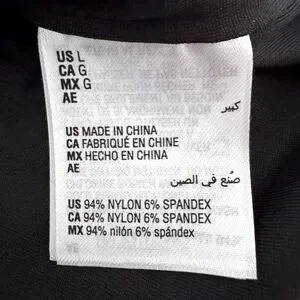 US L
CA G
MX G
AE
كبير
US MADE IN CHINA
CA FABRIQUÉ EN CHINE
MX HECHO EN CHINA
AE
صُنع في الصين
US 94% NYLON 6% SPANDEX
CA 94% NYLON 6% SPANDEX
MX 94% nilón 6% spándex